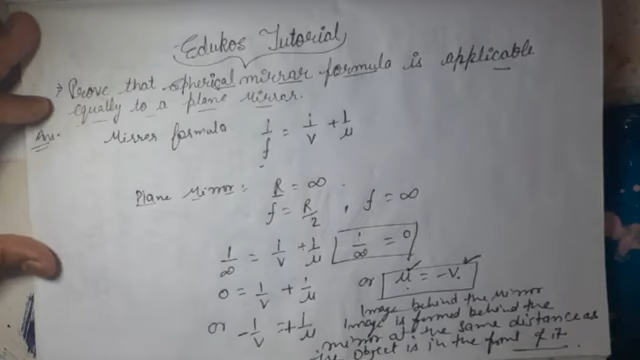 Edukos Tutorial
→ Prove that spherical mirrar formula is applicable
equally to a plane Mirror.
Ans. Mirror formula 1/f = 1/v + 1/μ
Plane Mirror: R = ∞
f = R/2, f = ∞
1/∞ = 1/v + 1/μ 1/∞ = 0
0 = 1/v + 1/μ or μ = -v.
or -1/v = +1/μ
Image behind the Mirror
Image is formed behind the
mirror at the same distance as
the Object is in the front of it.